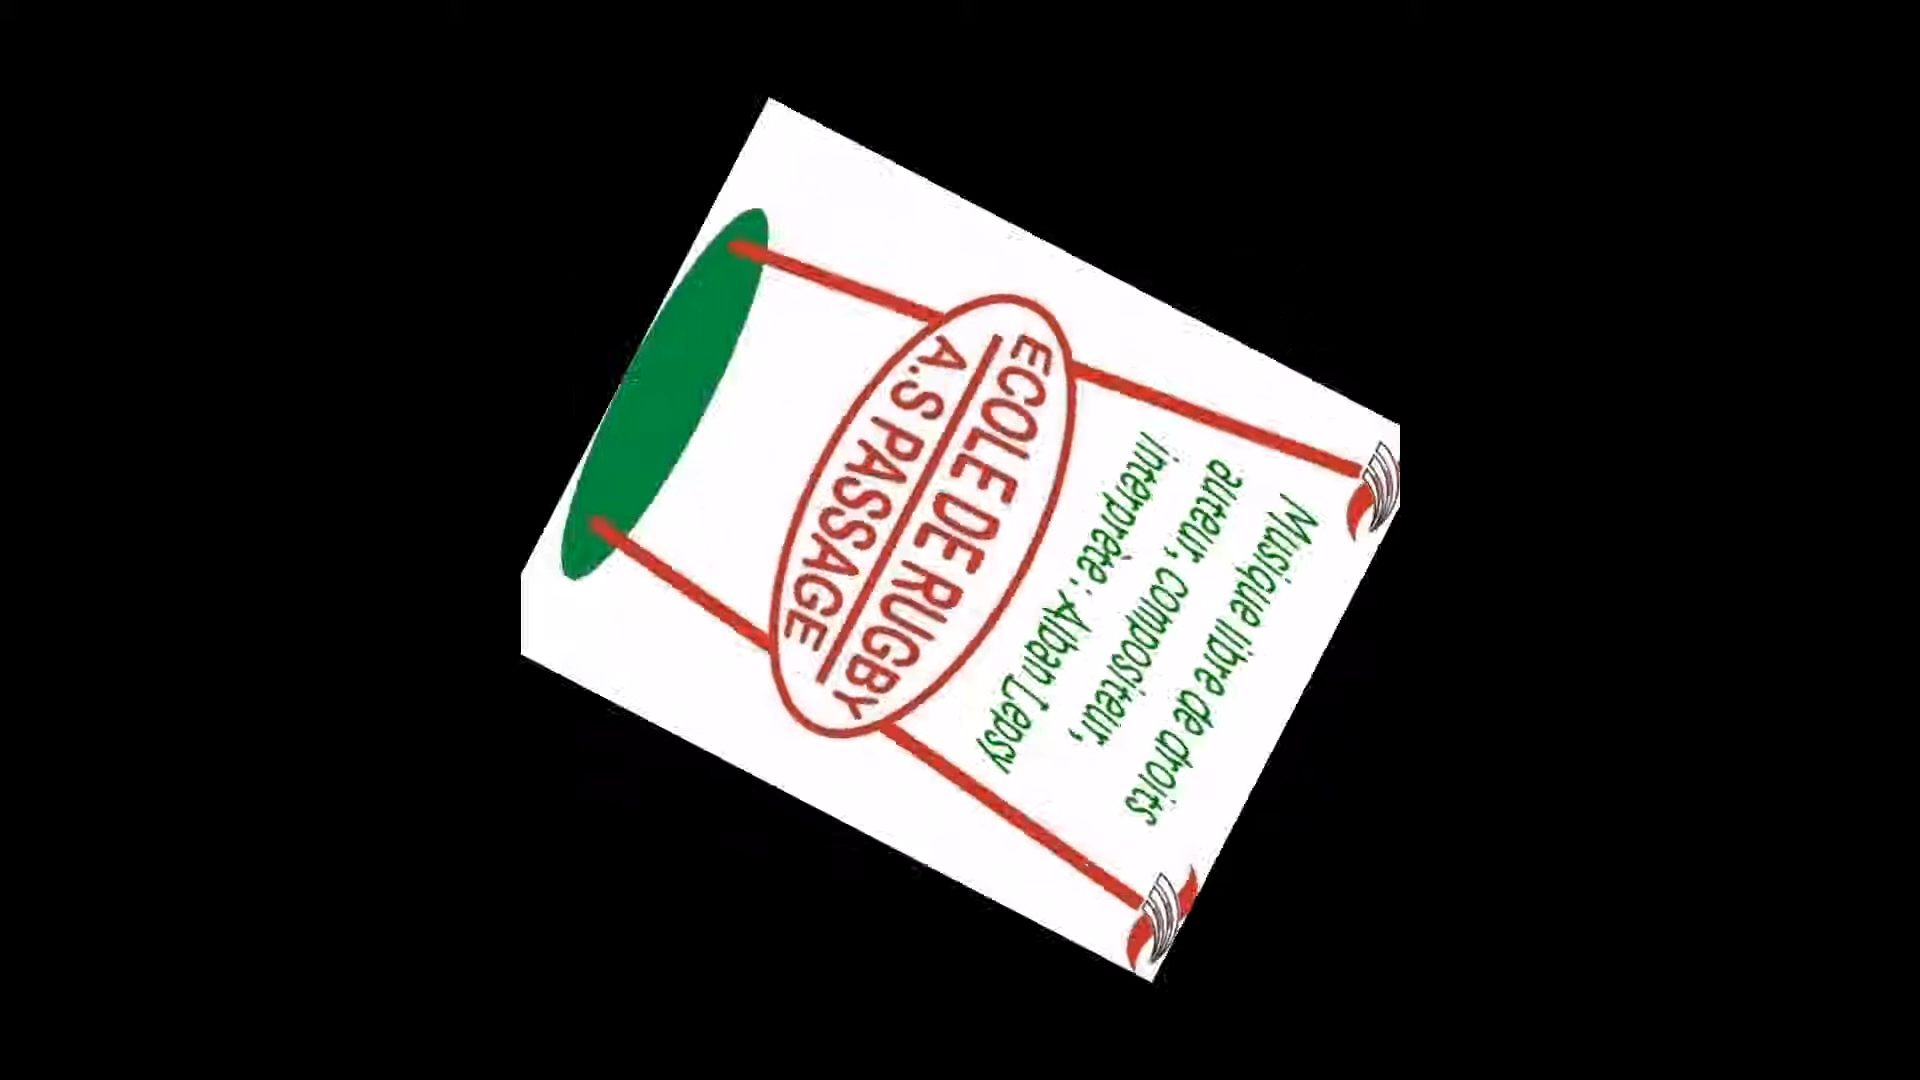 Musique libre de droits
auteur, compositeur,
interprète : Alban Lepsy
ECOLE DE RUGBY
A.S PASSAGE